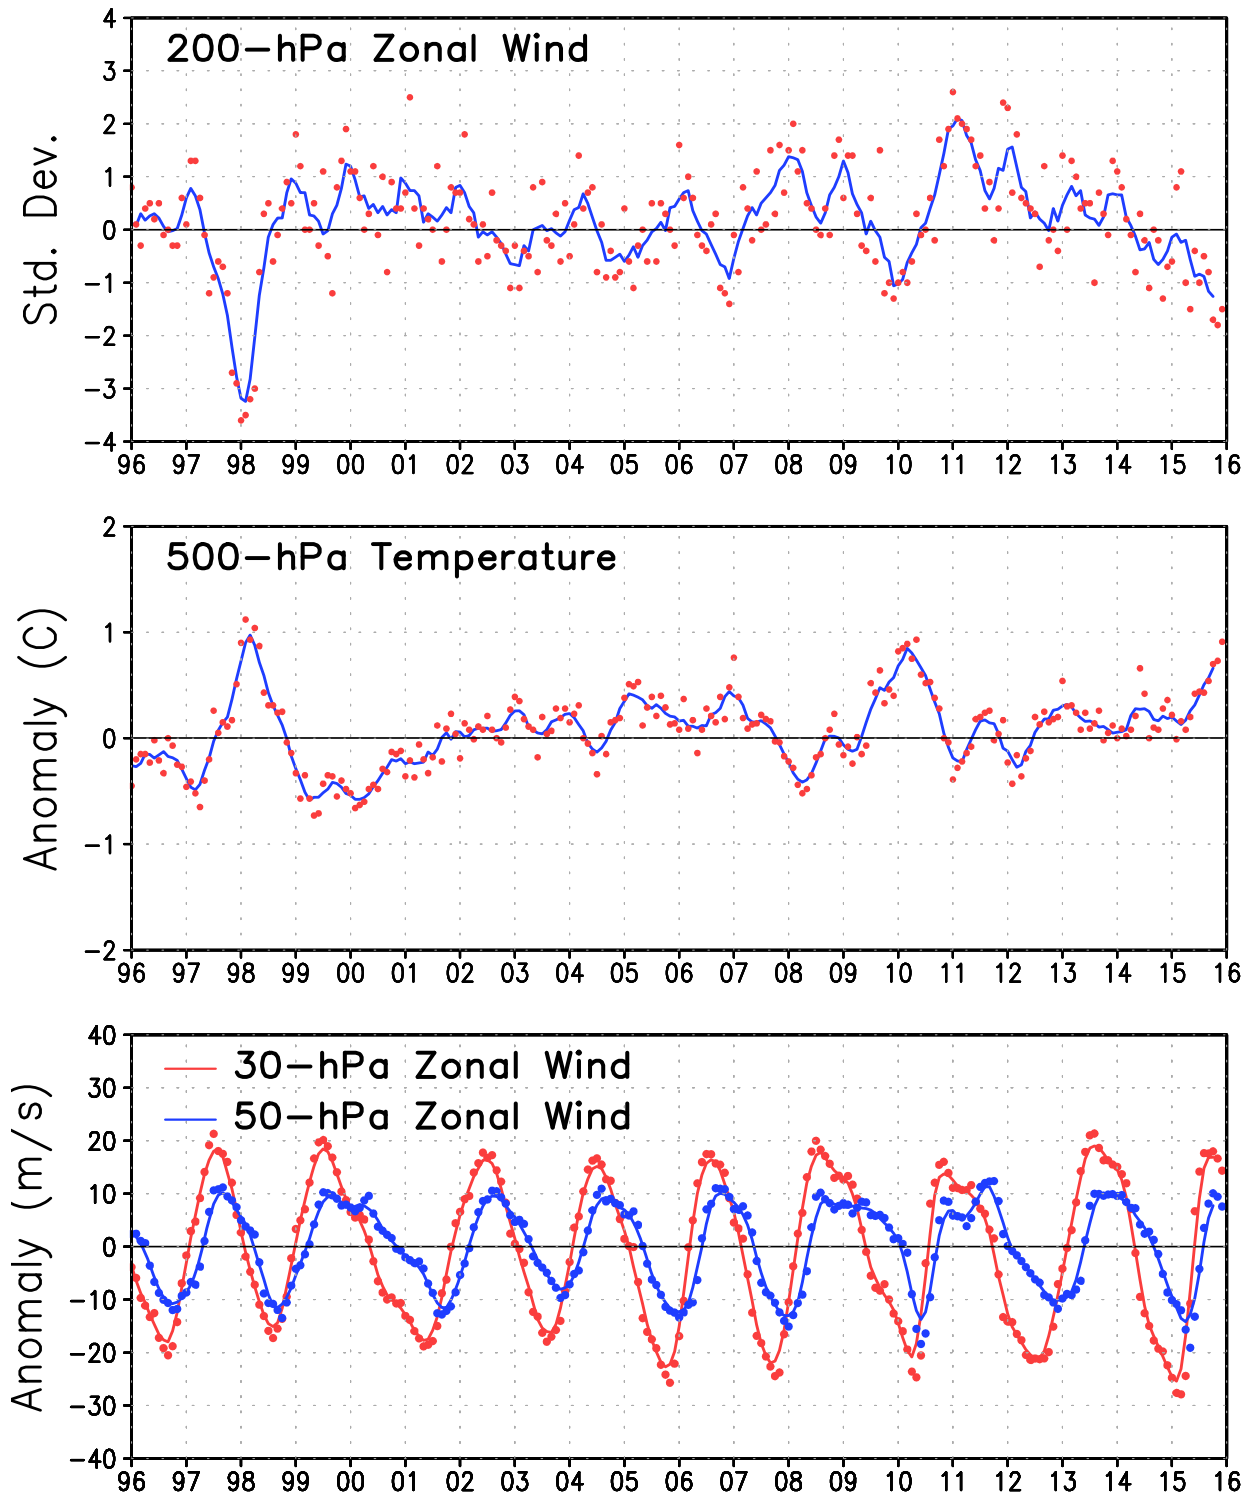 200-hPa Zonal Wind
Std. Dev.
4
3
2
1
0
-1
-2
-3
-4
96 97 98 99 00 01 02 03 04 05 06 07 08 09 10 11 12 13 14 15 16
500-hPa Temperature
Anomaly (C)
2
1
0
-1
-2
96 97 98 99 00 01 02 03 04 05 06 07 08 09 10 11 12 13 14 15 16
30-hPa Zonal Wind
50-hPa Zonal Wind
Anomaly (m/s)
40
30
20
10
0
-10
-20
-30
-40
96 97 98 99 00 01 02 03 04 05 06 07 08 09 10 11 12 13 14 15 16